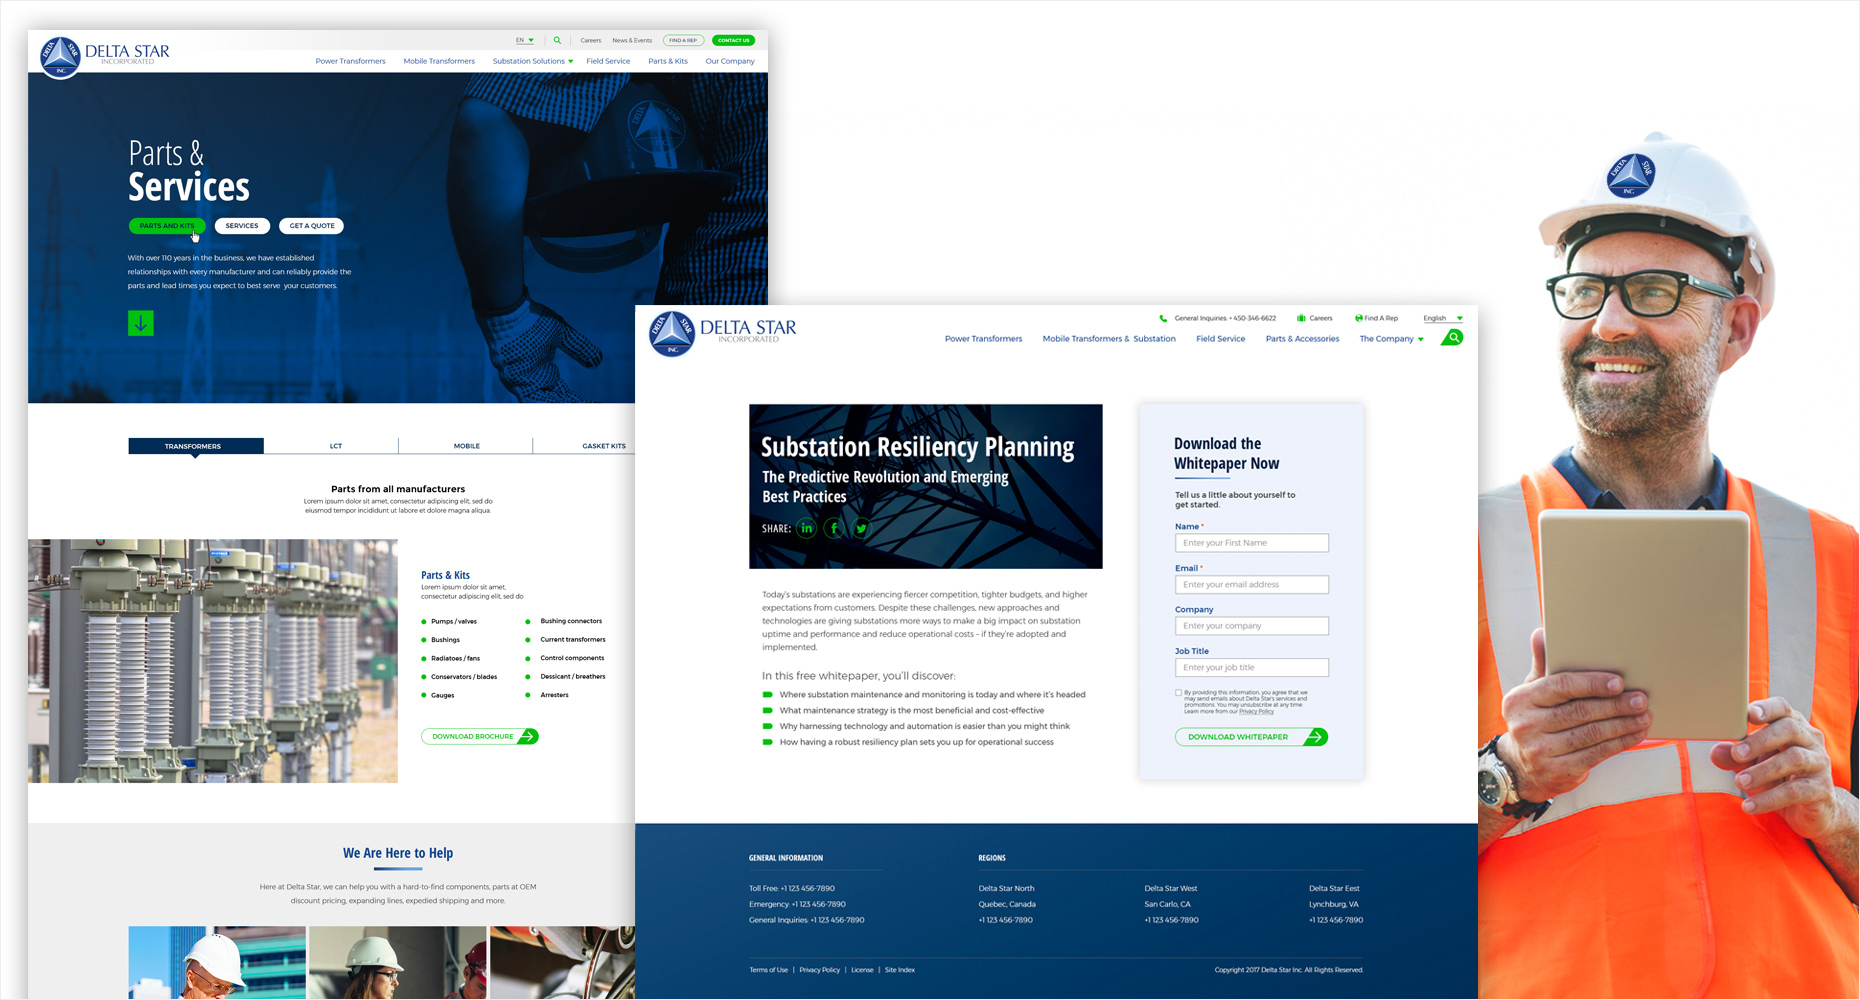 DELTA STAR
INCORPORATED
DELTA STAR INC.
EN
Careers
News & Events
FIND A REP
CONTACT US
Power Transformers
Mobile Transformers
Substation Solutions
Field Service
Parts & Kits
Our Company
DELTA STAR INC.
Parts &
Services
PARTS AND KITS
SERVICES
GET A QUOTE
With over 110 years in the business, we have established
relationships with every manufacturer and can reliably provide the
parts and lead times you expect to best serve your customers.
TRANSFORMERS
LCT
MOBILE
GASKET KITS
Parts from all manufacturers
Lorem ipsum dolor sit amet, consectetur adipiscing elit, sed do
eiusmod tempor incididunt ut labore et dolore magna aliqua.
Parts & Kits
Lorem ipsum dolor sit amet,
consectetur adipiscing elit, sed do
Pumps / valves
Bushings
Radiatoes / fans
Conservators / blades
Gauges
Bushing connectors
Current transformers
Control components
Dessicant / breathers
Arresters
DOWNLOAD BROCHURE
We Are Here to Help
Here at Delta Star, we can help you with a hard-to-find components, parts at OEM
discount pricing, expanding lines, expedied shipping and more.
DELTA STAR INC.
DELTA STAR
INCORPORATED
General Inquiries + 450-346-6622
Careers
Find A Rep
English
Power Transformers
Mobile Transformers & Substation
Field Service
Parts & Accessories
The Company
Substation Resiliency Planning
The Predictive Revolution and Emerging
Best Practices
SHARE:
Today's substations are experiencing fiercer competition, tighter budgets, and higher
expectations from customers. Despite these challenges, new approaches and
technologies are giving substations more ways to make a big impact on substation
uptime and performance and reduce operational costs – if they're adopted and
implemented.
In this free whitepaper, you'll discover:
Where substation maintenance and monitoring is today and where it's headed
What maintenance strategy is the most beneficial and cost-effective
Why harnessing technology and automation is easier than you might think
How having a robust resiliency plan sets you up for operational success
Download the
Whitepaper Now
Tell us a little about yourself to
get started.
Name *
Enter your First Name
Email *
Enter your email address
Company
Enter your company
Job Title
Enter your job title
By providing this information, you agree that we
may send emails about Delta Star's services and
promotions. You may unsubscribe at any time.
Learn more from our Privacy Policy
DOWNLOAD WHITEPAPER
GENERAL INFORMATION
Toll Free: +1 123 456-7890
Emergency: +1 123 456-7890
General Inquiries: +1 123 456-7890
REGIONS
Delta Star North
Quebec, Canada
+1 123 456-7890
Delta Star West
San Carlo, CA
+1 123 456-7890
Delta Star Eest
Lynchburg, VA
+1 123 456-7890
Terms of Use | Privacy Policy | License | Site Index
Copyright 2017 Delta Star Inc. All Rights Reserved.
DELTA STAR INC.